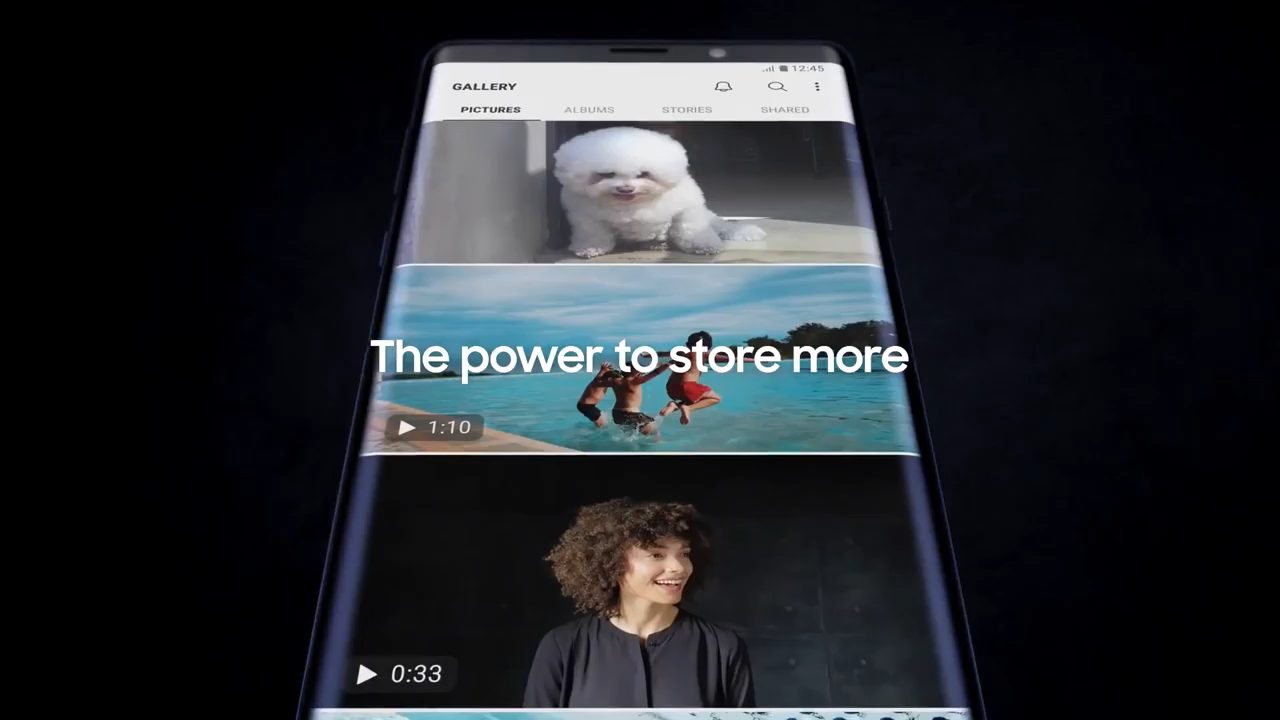 12:45
GALLERY
PICTURES ALBUMS STORIES SHARED
The power to store more
1:10
0:33